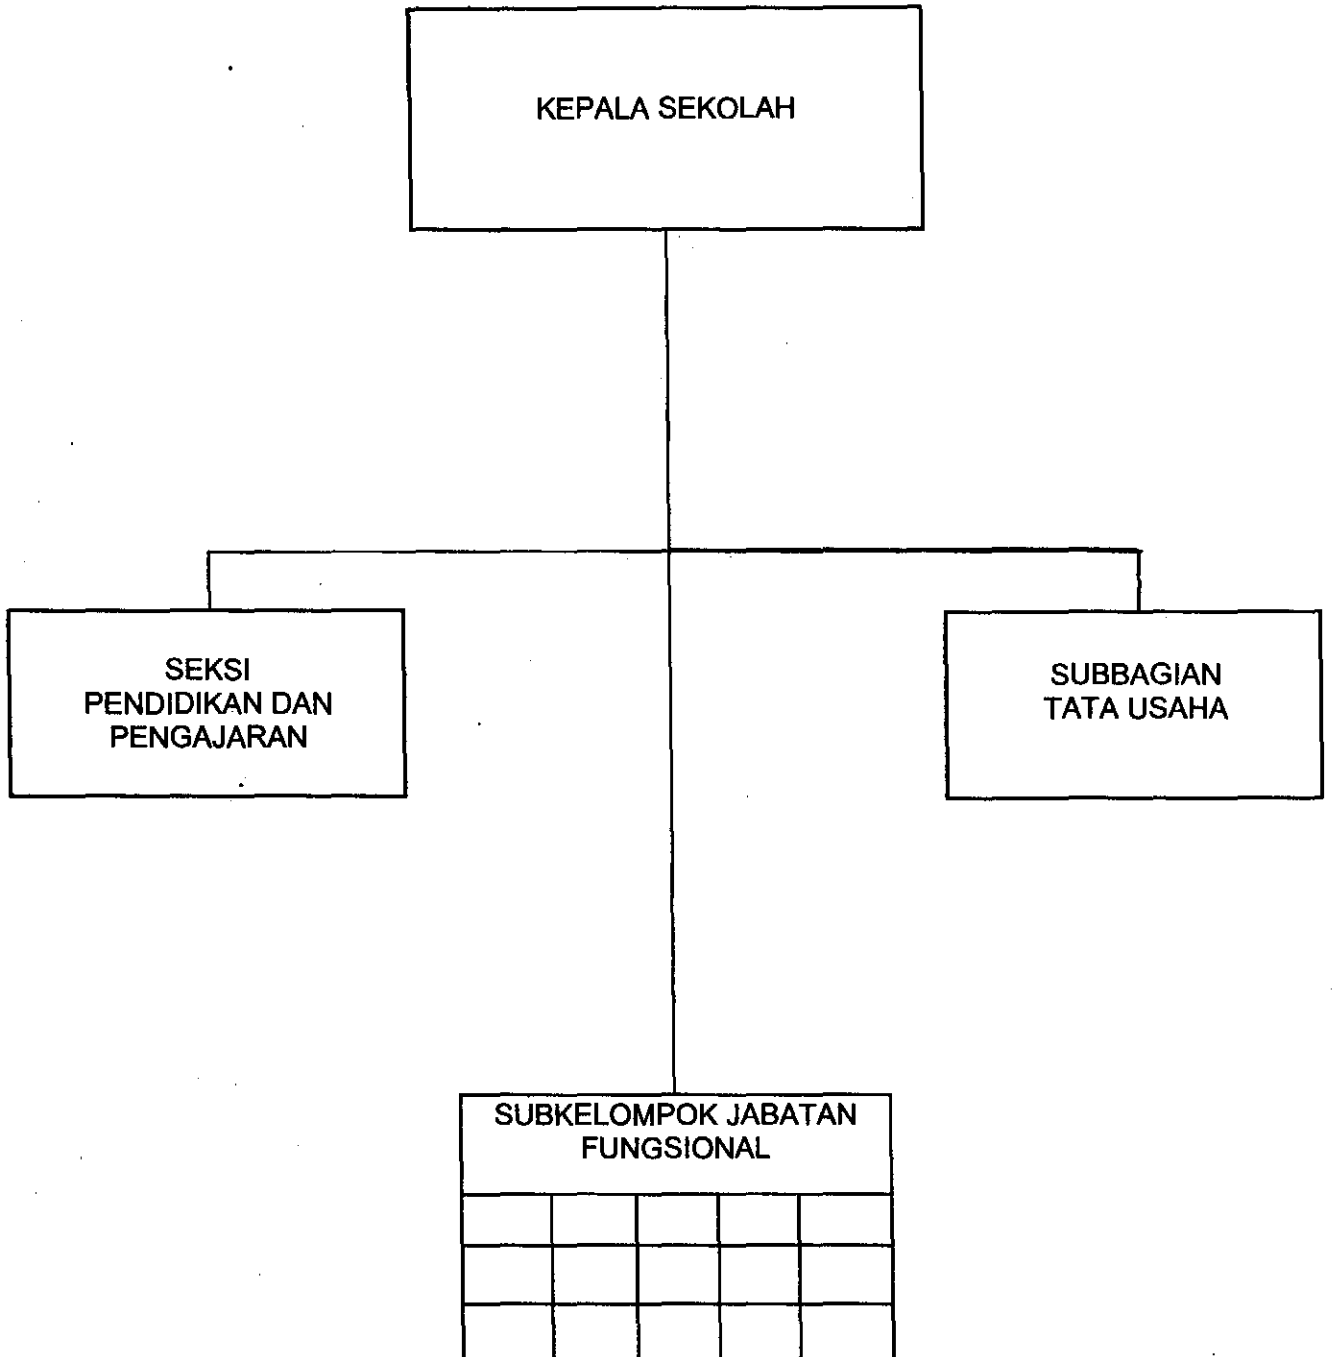 KEPALA SEKOLAH
SEKSI
PENDIDIKAN DAN
PENGAJARAN
SUBBAGIAN
TATA USAHA
SUBKELOMPOK JABATAN
FUNGSIONAL